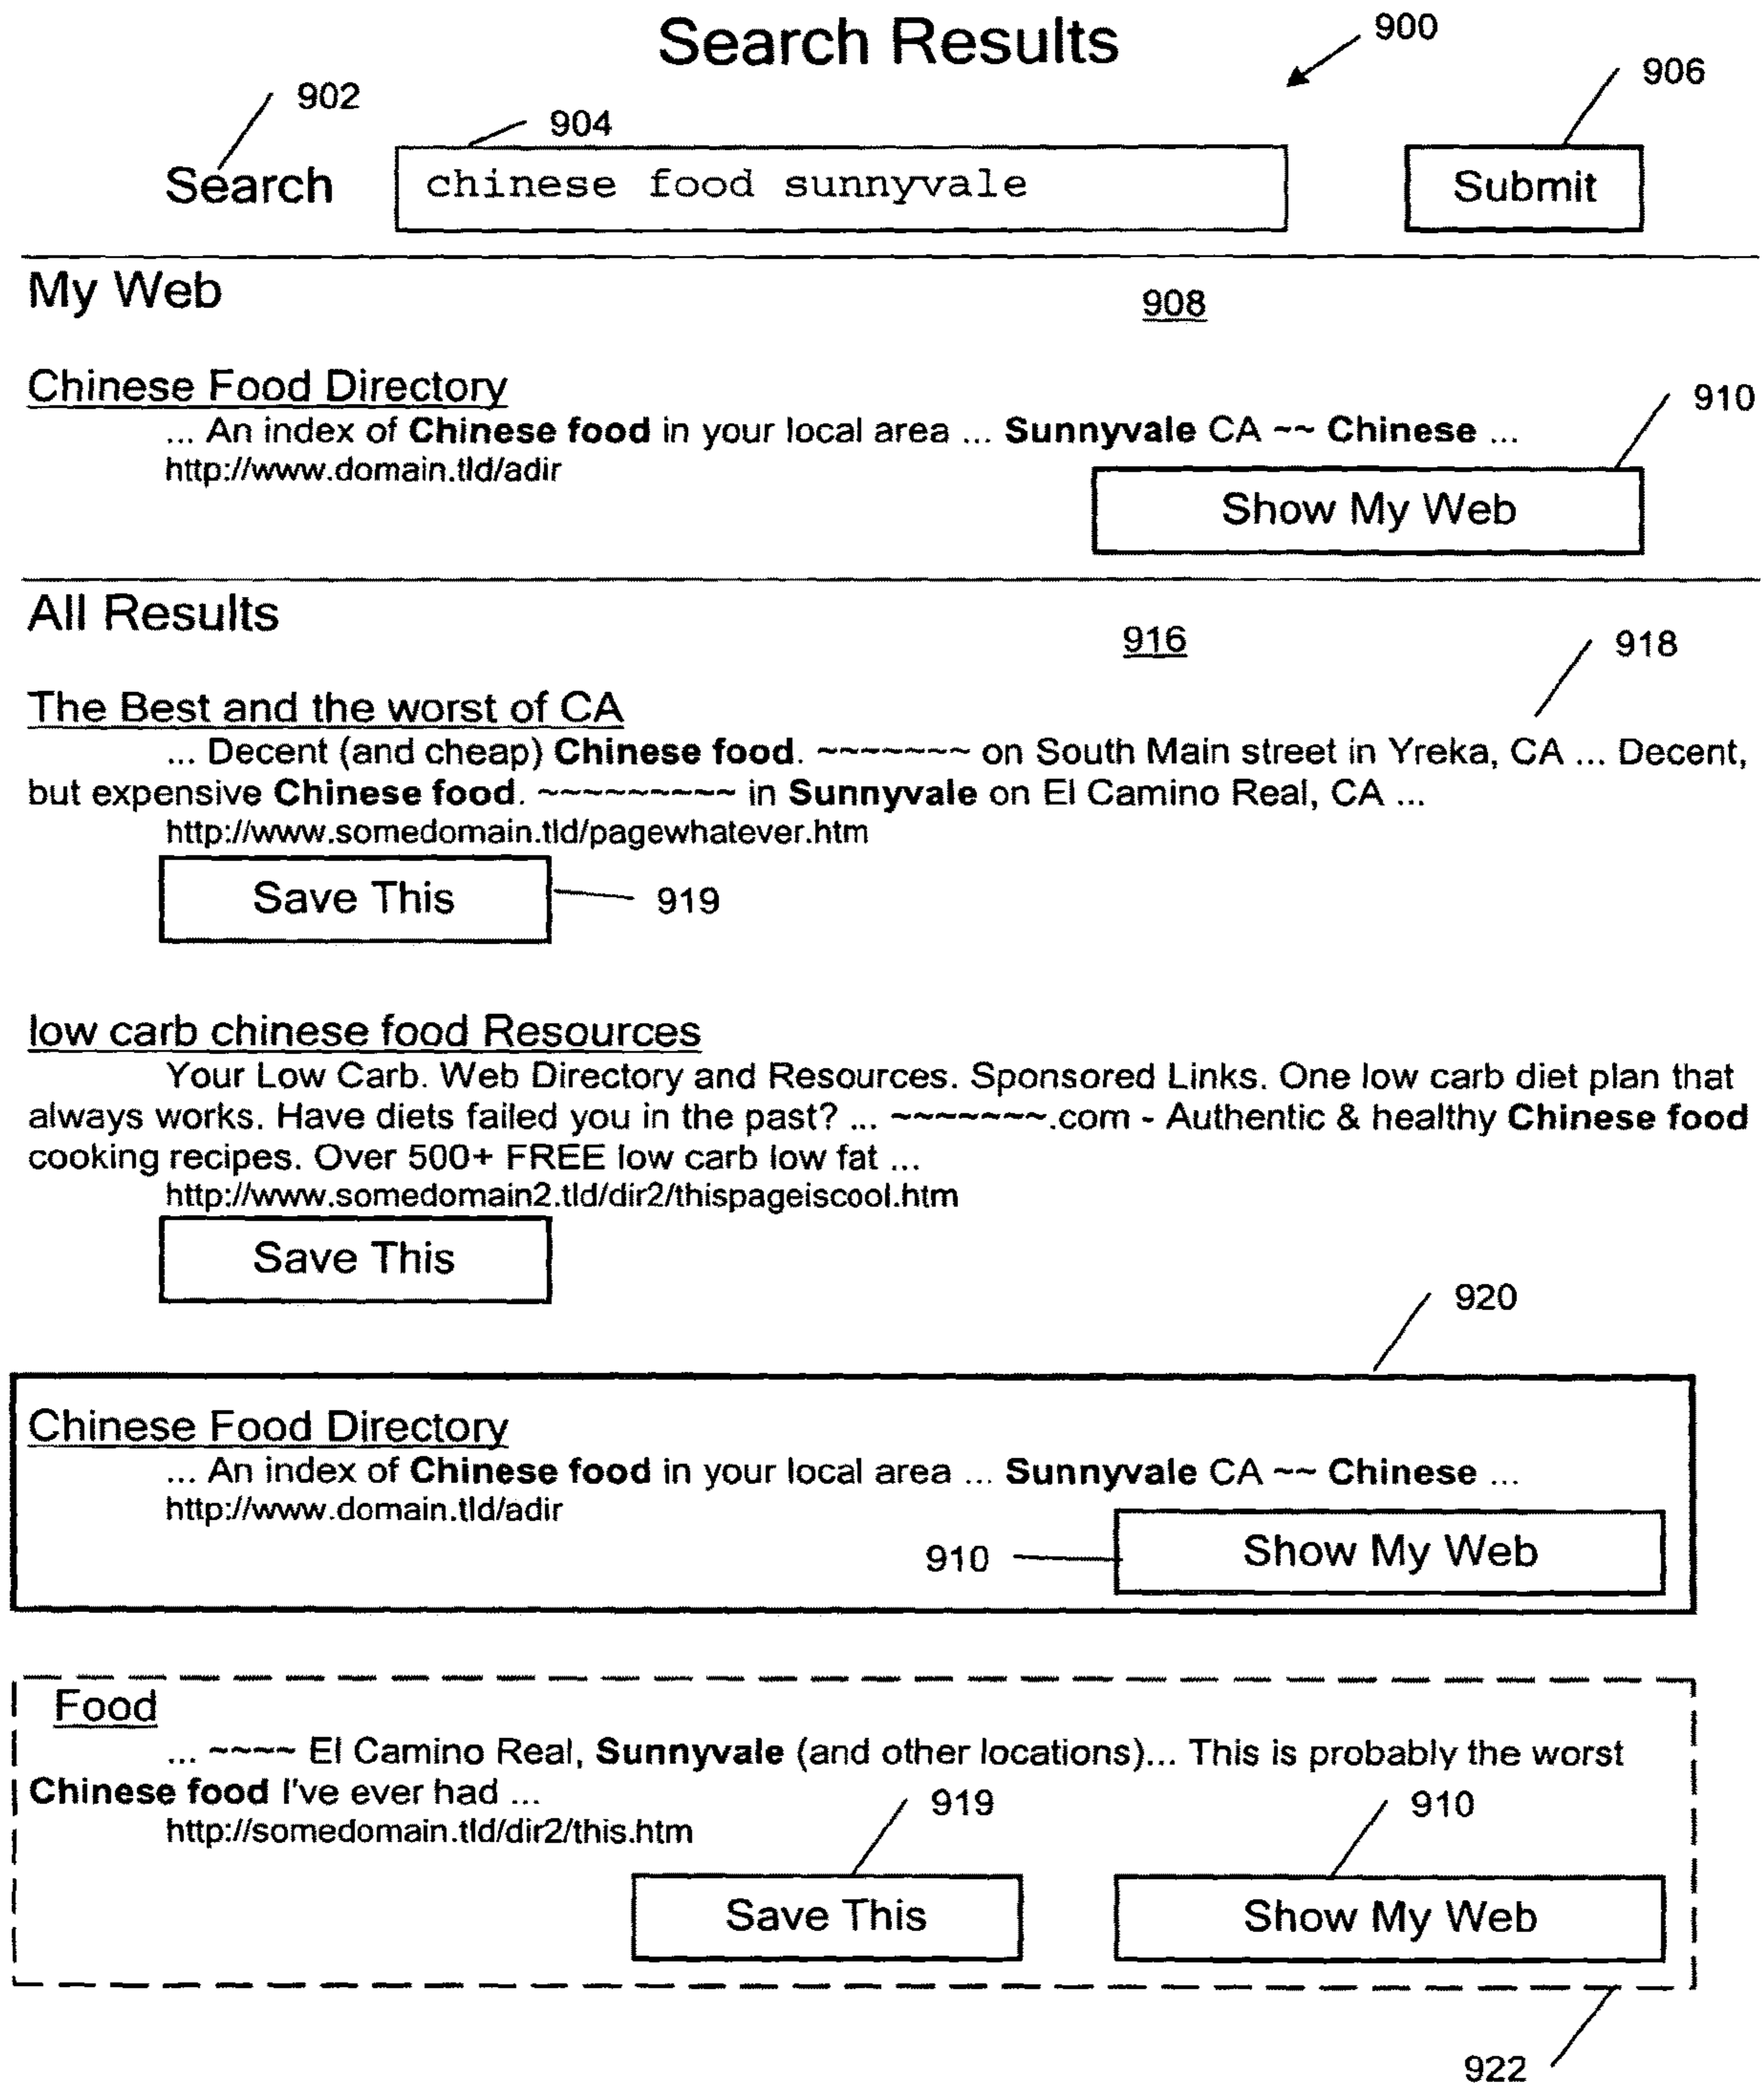 Search Results
900
902
904
906
Search
chinese food sunnyvale
Submit
My Web
908
Chinese Food Directory
910
... An index of Chinese food in your local area ... Sunnyvale CA ~~ Chinese ...
http://www.domain.tld/adir
Show My Web
All Results
916
918
The Best and the worst of CA
... Decent (and cheap) Chinese food. ~~~~~~~ on South Main street in Yreka, CA ... Decent,
but expensive Chinese food. ~~~~~~~~~ in Sunnyvale on El Camino Real, CA ...
http://www.somedomain.tld/pagewhatever.htm
Save This
919
low carb chinese food Resources
Your Low Carb. Web Directory and Resources. Sponsored Links. One low carb diet plan that
always works. Have diets failed you in the past? ... ~~~~~~~.com - Authentic & healthy Chinese food
cooking recipes. Over 500+ FREE low carb low fat ...
http://www.somedomain2.tld/dir2/thispageiscool.htm
Save This
920
Chinese Food Directory
... An index of Chinese food in your local area ... Sunnyvale CA ~~ Chinese ...
http://www.domain.tld/adir
910
Show My Web
Food
... ~~~~ El Camino Real, Sunnyvale (and other locations)... This is probably the worst
Chinese food I've ever had ...
919
910
http://somedomain.tld/dir2/this.htm
Save This
Show My Web
922